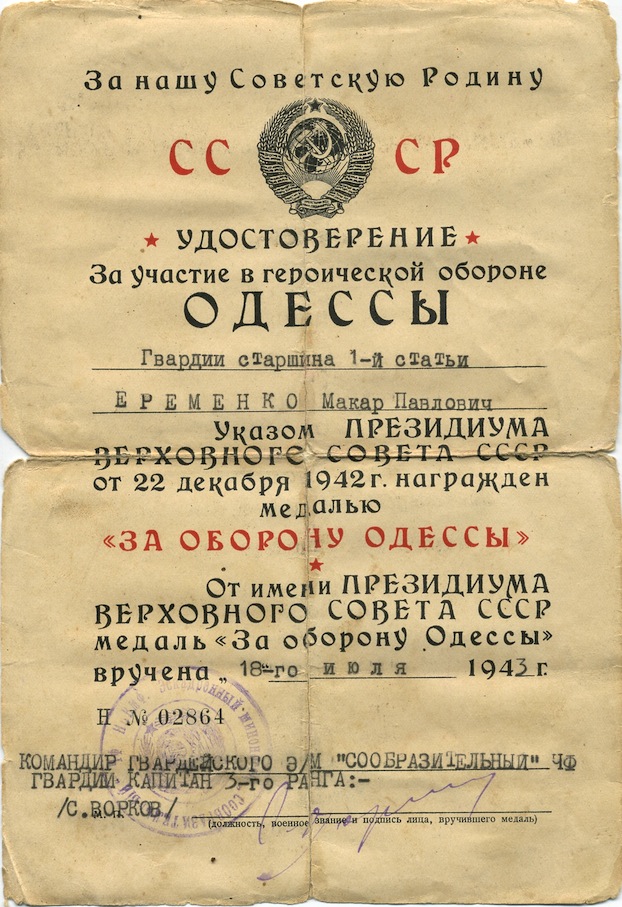 За нашу Советскую Родину
СССР
УДОСТОВЕРЕНИЕ
За участие в героической обороне
ОДЕССЫ
Гвардии старшина 1-й статьи
ЕРЕМЕНКО Макар Павлович
Указом ПРЕЗИДИУМА
ВЕРХОВНОГО СОВЕТА СССР
от 22 декабря 1942 г. награжден
медалью
«ЗА ОБОРОНУ ОДЕССЫ»
От имени ПРЕЗИДИУМА
ВЕРХОВНОГО СОВЕТА СССР
медаль «За оборону Одессы»
вручена „18-го июля 1943 г.
Н № 02864
КОМАНДИР ГВАРДЕЙСКОГО Э/М "СООБРАЗИТЕЛЬНЫЙ" ЧФ
ГВАРДИИ КАПИТАН 3-го РАНГА:-
/С.ВОРКОВ/
М. П.
(должность, военное звание и подпись лица, вручившего медаль)